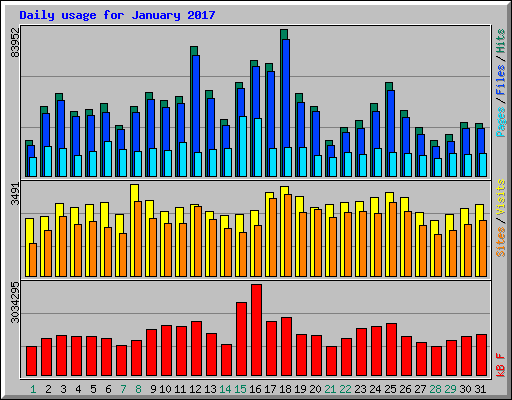 Daily usage for January 2017
83952
Pages / Files / Hits
3491
Sites / Visits
3034295
kB F
1 2 3 4 5 6 7 8 9 10 11 12 13 14 15 16 17 18 19 20 21 22 23 24 25 26 27 28 29 30 31